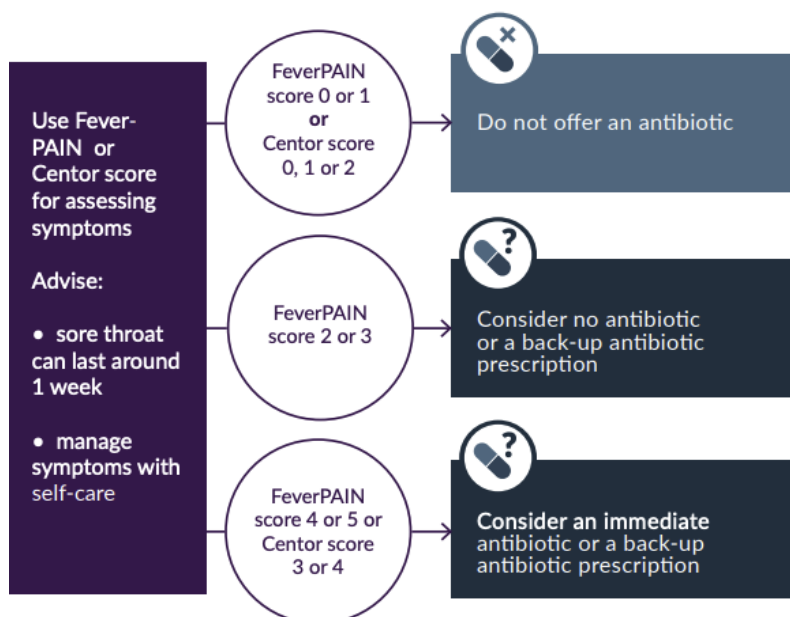 Use Fever-
PAIN or
Centor score
for assessing
symptoms
Advise:
• sore throat
can last around
1 week
• manage
symptoms with
self-care
FeverPAIN
score 0 or 1
or
Centor score
0, 1 or 2
Do not offer an antibiotic
FeverPAIN
score 2 or 3
?
Consider no antibiotic
or a back-up antibiotic
prescription
FeverPAIN
score 4 or 5 or
Centor score
3 or 4
?
Consider an immediate
antibiotic or a back-up
antibiotic prescription